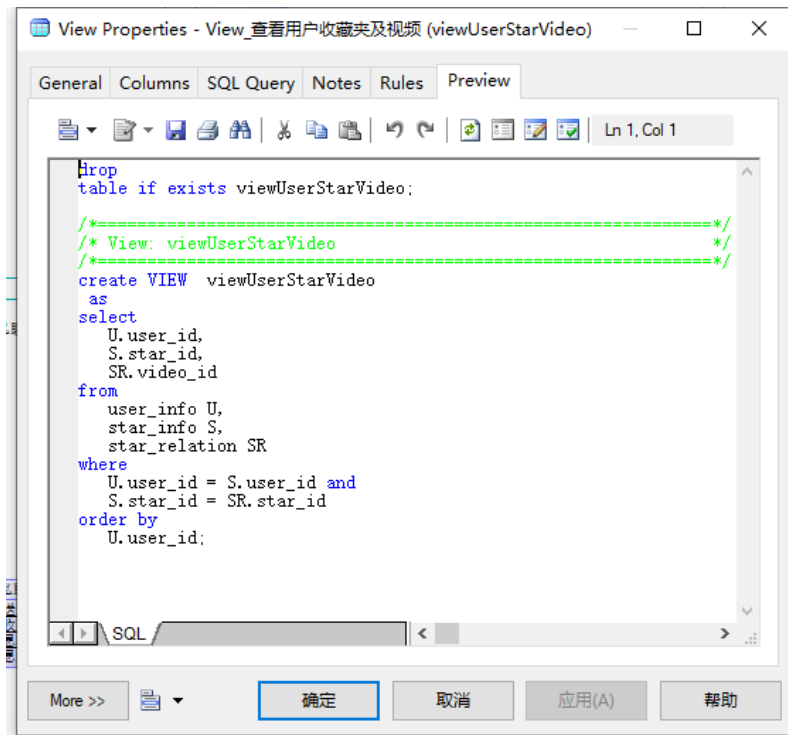 View Properties - View_查看用户收藏夹及视频 (viewUserStarVideo)
General Columns SQL Query Notes Rules Preview
Ln 1, Col 1
drop
table if exists viewUserStarVideo;
/*==============================================================*/
/* View: viewUserStarVideo                                      */
/*==============================================================*/
create VIEW  viewUserStarVideo
 as
select
   U.user_id,
   S.star_id,
   SR.video_id
from
   user_info U,
   star_info S,
   star_relation SR
where
   U.user_id = S.user_id and
   S.star_id = SR.star_id
order by
   U.user_id;
SQL
More >> 确定 取消 应用(A) 帮助